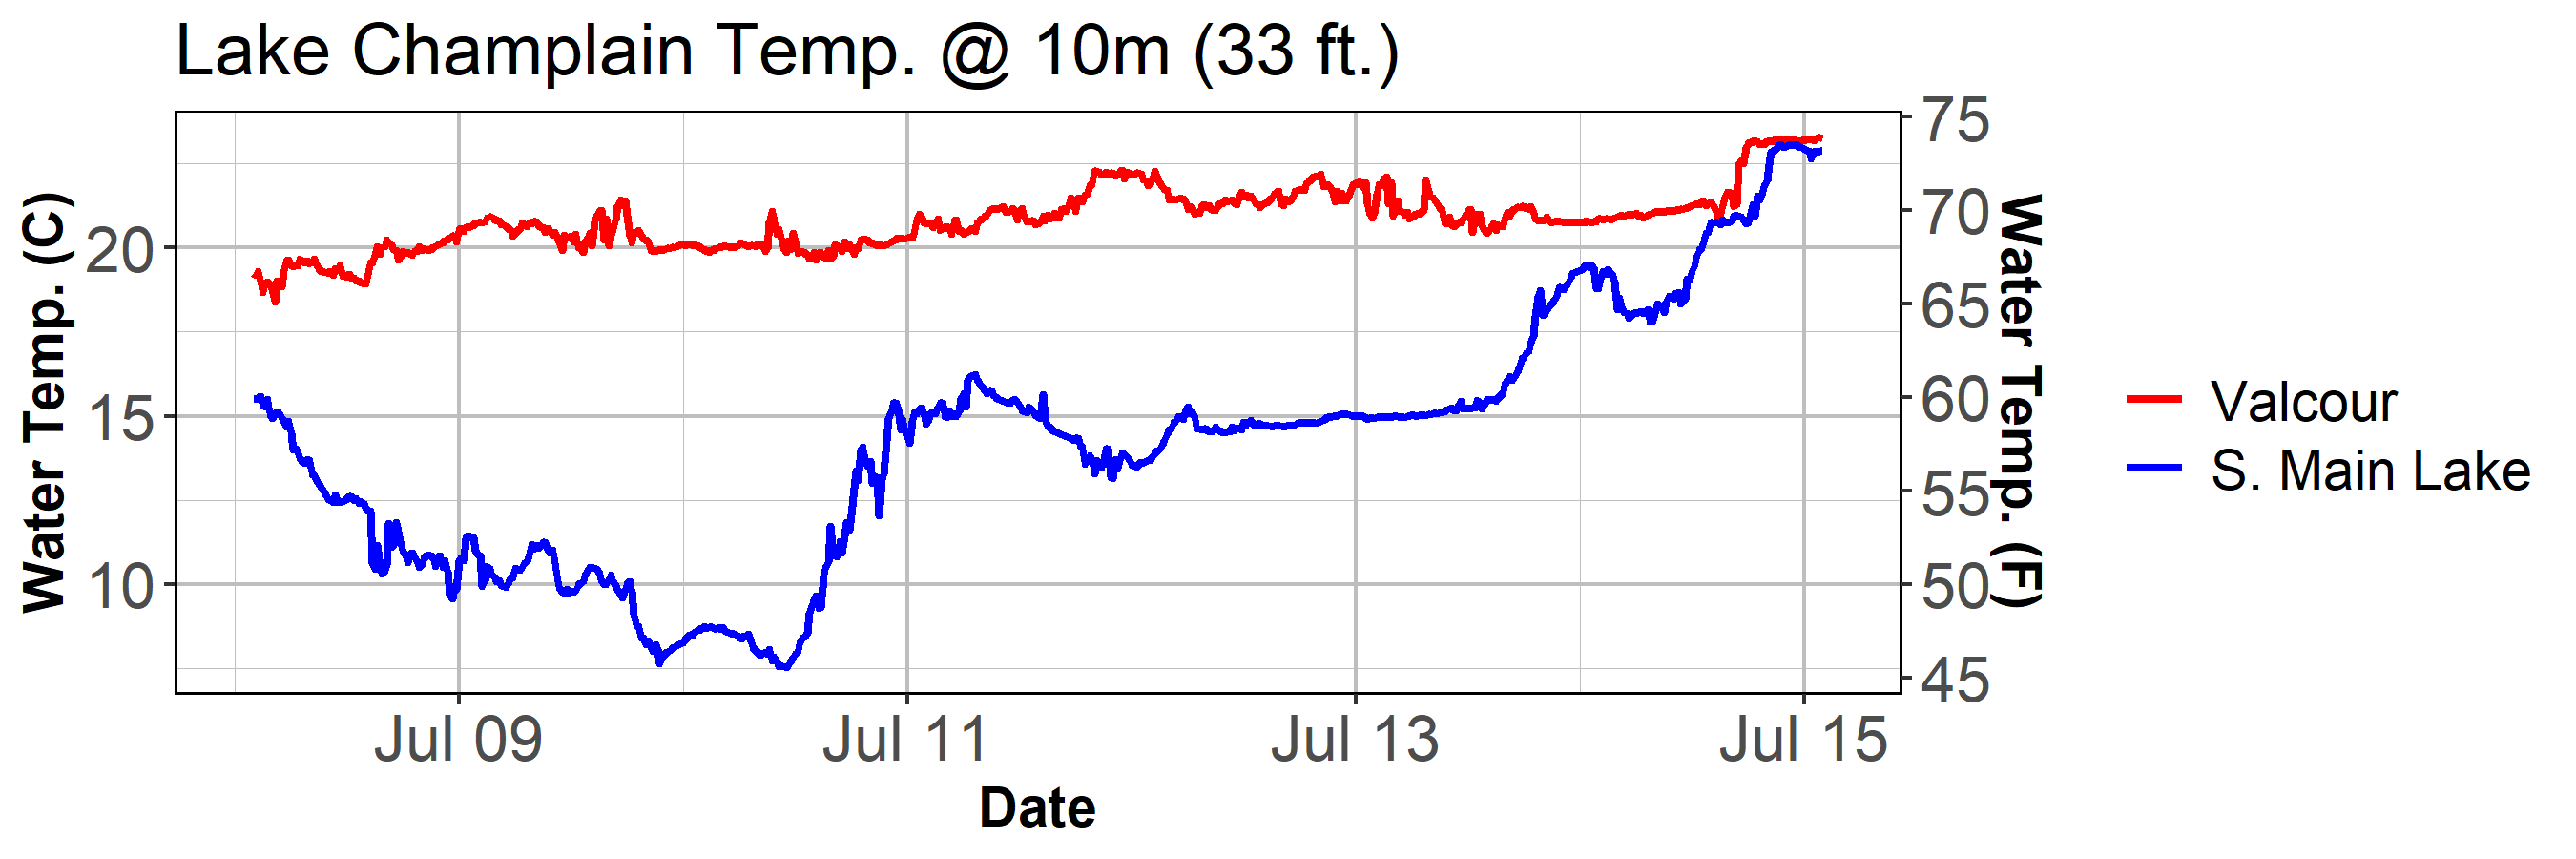 Lake Champlain Temp. @ 10m (33 ft.)
Water Temp. (C)
20
15
10
75
70
65
60
55
50
45
Water Temp. (F)
Valcour
S. Main Lake
Jul 09
Jul 11
Jul 13
Jul 15
Date